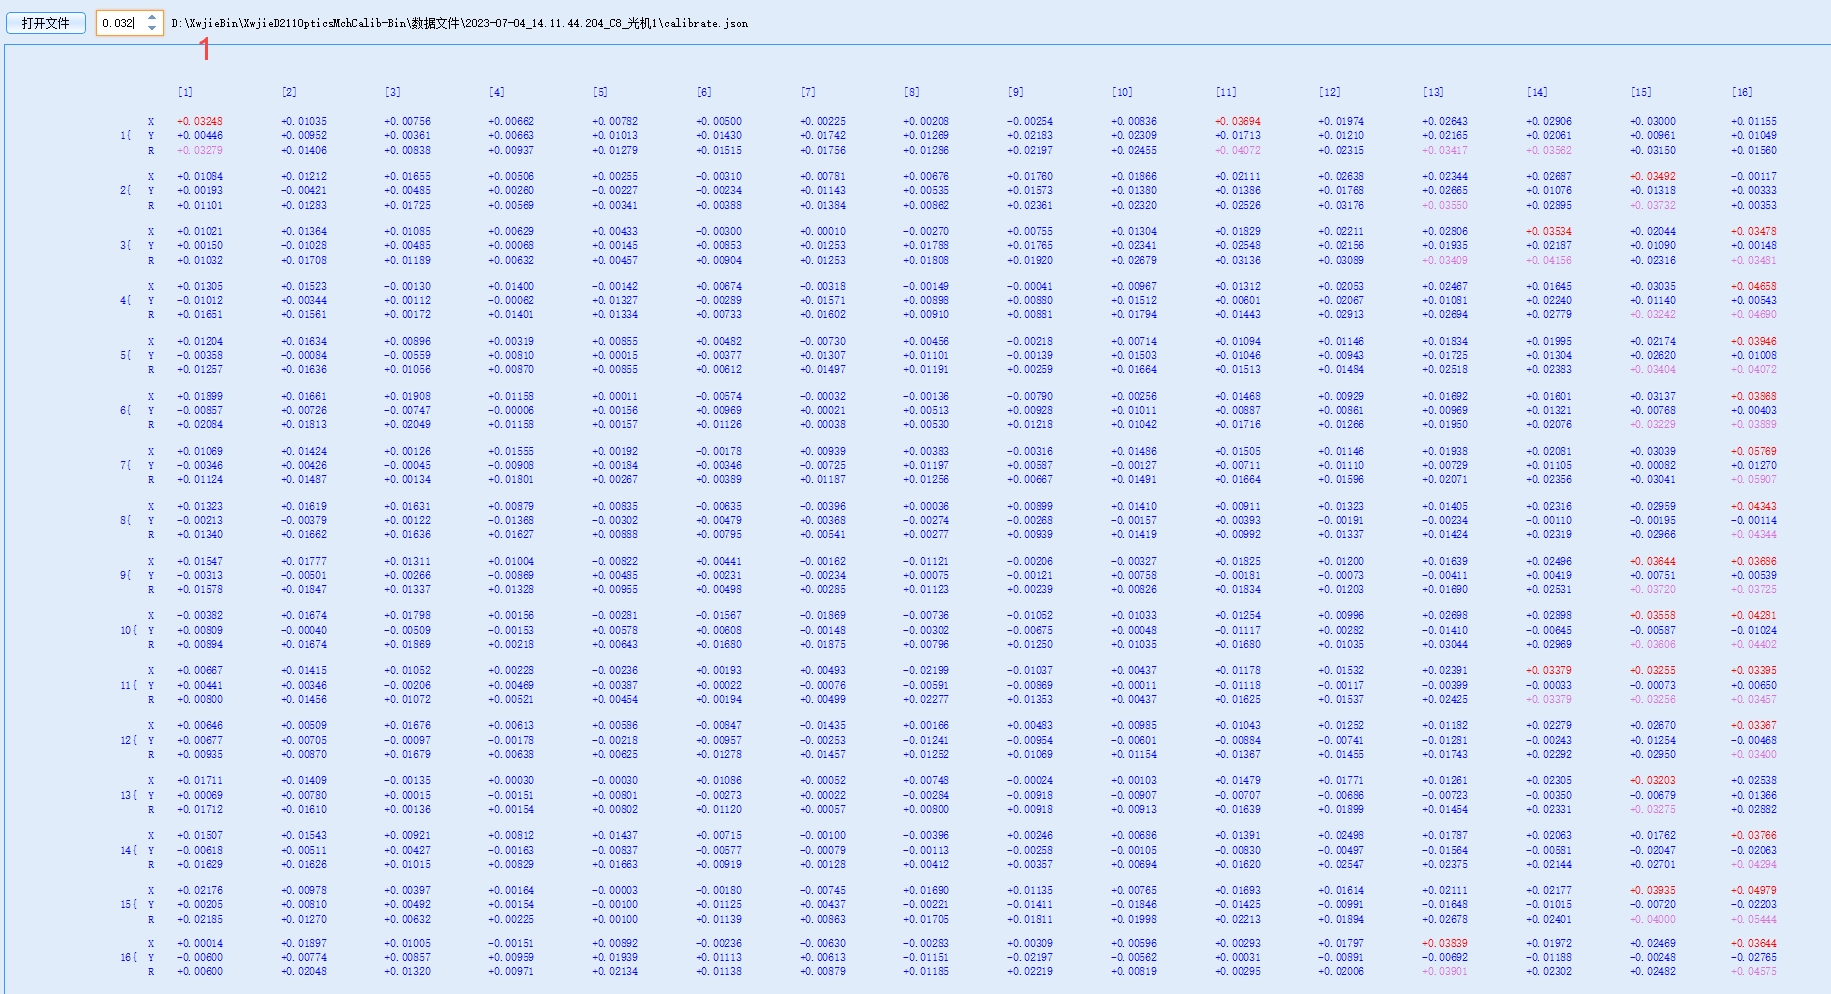 打开文件 0.032 D:\XwjieBin\XwjieD211OpticsMchCalib-Bin\数据文件\2023-07-04_14.11.44.204_C8_光机1\calibrate.json
1
[1] [2] [3] [4] [5] [6] [7] [8] [9] [10] [11] [12] [13] [14] [15] [16]
X +0.03248 +0.01035 +0.00756 +0.00662 +0.00782 +0.00500 +0.00225 +0.00208 -0.00254 +0.00836 +0.03694 +0.01974 +0.02643 +0.02906 +0.03000 +0.01155
1{ Y +0.00446 +0.00952 +0.00361 +0.00663 +0.01013 +0.01430 +0.01742 +0.01269 +0.02183 +0.02309 +0.01713 +0.01210 +0.02165 +0.02061 +0.00961 +0.01049
R +0.03279 +0.01406 +0.00838 +0.00937 +0.01279 +0.01515 +0.01756 +0.01286 +0.02197 +0.02455 +0.04072 +0.02315 +0.03417 +0.03562 +0.03150 +0.01560
X +0.01084 +0.01212 +0.01655 +0.00506 +0.00255 -0.00310 +0.00781 +0.00676 +0.01760 +0.01866 +0.02111 +0.02638 +0.02344 +0.02687 +0.03492 -0.00117
2{ Y +0.00193 -0.00421 +0.00485 +0.00260 -0.00227 -0.00234 +0.01143 +0.00535 +0.01573 +0.01380 +0.01386 +0.01768 +0.02665 +0.01076 +0.01318 +0.00333
R +0.01101 +0.01283 +0.01725 +0.00569 +0.00341 +0.00388 +0.01384 +0.00862 +0.02361 +0.02320 +0.02526 +0.03176 +0.03550 +0.02895 +0.03732 +0.00353
X +0.01021 +0.01364 +0.01085 +0.00629 +0.00433 -0.00300 +0.00010 -0.00270 +0.00755 +0.01304 +0.01829 +0.02211 +0.02806 +0.03534 +0.02044 +0.03478
3{ Y +0.00150 -0.01028 +0.00485 +0.00068 +0.00145 +0.00853 +0.01253 +0.01788 +0.01765 +0.02341 +0.02548 +0.02156 +0.01935 +0.02187 +0.01090 +0.00148
R +0.01032 +0.01708 +0.01189 +0.00632 +0.00457 +0.00904 +0.01253 +0.01808 +0.01920 +0.02679 +0.03136 +0.03089 +0.03409 +0.04156 +0.02316 +0.03481
X +0.01305 +0.01523 -0.00130 +0.01400 -0.00142 +0.00674 -0.00318 -0.00149 -0.00041 +0.00967 +0.01312 +0.02053 +0.02467 +0.01645 +0.03035 +0.04658
4{ Y -0.01012 +0.00344 +0.00112 -0.00062 +0.01327 -0.00289 +0.01571 +0.00898 +0.00880 +0.01512 +0.00601 +0.02067 +0.01081 +0.02240 +0.01140 +0.00543
R +0.01651 +0.01561 +0.00172 +0.01401 +0.01334 +0.00733 +0.01602 +0.00910 +0.00881 +0.01794 +0.01443 +0.02913 +0.02694 +0.02779 +0.03242 +0.04690
X +0.01204 +0.01634 +0.00896 +0.00319 +0.00855 +0.00482 -0.00730 +0.00456 -0.00218 +0.00714 +0.01094 +0.01146 +0.01834 +0.01995 +0.02174 +0.03946
5{ Y -0.00358 -0.00084 -0.00559 +0.00810 +0.00015 +0.00377 +0.01307 +0.01101 -0.00139 +0.01503 +0.01046 +0.00943 +0.01725 +0.01304 +0.02620 +0.01008
R +0.01257 +0.01636 +0.01056 +0.00870 +0.00855 +0.00612 +0.01497 +0.01191 +0.00259 +0.01664 +0.01513 +0.01484 +0.02518 +0.02383 +0.03404 +0.04072
X +0.01899 +0.01661 +0.01908 +0.01158 +0.00011 -0.00574 -0.00032 -0.00136 -0.00790 +0.00256 +0.01468 +0.00929 +0.01692 +0.01601 +0.03137 +0.03868
6{ Y -0.00857 +0.00726 -0.00747 -0.00006 +0.00156 +0.00969 +0.00021 +0.00513 +0.00928 +0.01011 +0.00887 +0.00861 +0.00969 +0.01321 +0.00768 +0.00403
R +0.02084 +0.01813 +0.02049 +0.01158 +0.00157 +0.01126 +0.00038 +0.00530 +0.01218 +0.01042 +0.01716 +0.01266 +0.01950 +0.02076 +0.03229 +0.03889
X +0.01069 +0.01424 +0.00126 +0.01555 +0.00192 -0.00178 +0.00939 +0.00383 -0.00316 +0.01486 +0.01505 +0.01146 +0.01938 +0.02081 +0.03039 +0.05769
7{ Y -0.00346 +0.00426 -0.00045 -0.00908 +0.00184 +0.00346 -0.00725 +0.01197 +0.00587 -0.00127 +0.00711 +0.01110 +0.00729 +0.01105 +0.00082 +0.01270
R +0.01124 +0.01487 +0.00134 +0.01801 +0.00267 +0.00389 +0.01187 +0.01256 +0.00667 +0.01491 +0.01664 +0.01596 +0.02071 +0.02356 +0.03041 +0.05907
X +0.01323 +0.01619 +0.01631 +0.00879 +0.00835 -0.00635 -0.00396 +0.00036 +0.00899 +0.01410 +0.00911 +0.01323 +0.01405 +0.02316 +0.02959 +0.04343
8{ Y -0.00213 -0.00379 +0.00122 -0.01368 -0.00302 +0.00479 +0.00368 -0.00274 -0.00268 -0.00157 +0.00393 -0.00191 -0.00234 -0.00110 -0.00195 -0.00114
R +0.01340 +0.01662 +0.01636 +0.01627 +0.00888 +0.00795 +0.00541 +0.00277 +0.00939 +0.01419 +0.00992 +0.01337 +0.01424 +0.02319 +0.02966 +0.04344
X +0.01547 +0.01777 +0.01311 +0.01004 -0.00822 +0.00441 -0.00162 -0.01121 -0.00206 -0.00327 +0.01825 +0.01200 +0.01639 +0.02496 +0.03644 +0.03686
9{ Y -0.00313 -0.00501 +0.00266 -0.00869 +0.00485 +0.00231 -0.00234 +0.00075 -0.00121 +0.00758 -0.00181 -0.00073 -0.00411 +0.00419 +0.00751 +0.00539
R +0.01578 +0.01847 +0.01337 +0.01328 +0.00955 +0.00498 +0.00285 +0.01123 +0.00239 +0.00826 +0.01834 +0.01203 +0.01690 +0.02531 +0.03720 +0.03725
X -0.00382 +0.01674 +0.01798 +0.00156 -0.00281 -0.01567 -0.01869 -0.00736 -0.01052 +0.01033 +0.01254 +0.00996 +0.02698 +0.02898 +0.03558 +0.04281
10{ Y +0.00809 -0.00040 -0.00509 -0.00153 +0.00578 +0.00608 -0.00148 -0.00302 -0.00675 +0.00048 -0.01117 +0.00282 -0.01410 -0.00645 -0.00587 -0.01024
R +0.00894 +0.01674 +0.01869 +0.00218 +0.00643 +0.01680 +0.01875 +0.00796 +0.01250 +0.01035 +0.01680 +0.01035 +0.03044 +0.02969 +0.03606 +0.04402
X +0.00667 +0.01415 +0.01052 +0.00228 -0.00236 +0.00193 +0.00493 -0.02199 -0.01037 +0.00437 +0.01178 +0.01532 +0.02391 +0.03379 +0.03255 +0.03395
11{ Y +0.00441 +0.00346 -0.00206 +0.00469 +0.00387 +0.00022 -0.00076 -0.00591 -0.00869 +0.00011 -0.01118 -0.00117 -0.00399 -0.00033 -0.00073 +0.00650
R +0.00800 +0.01456 +0.01072 +0.00521 +0.00454 +0.00194 +0.00499 +0.02277 +0.01353 +0.00437 +0.01625 +0.01537 +0.02425 +0.03379 +0.03256 +0.03457
X +0.00646 +0.00509 +0.01676 +0.00613 +0.00586 -0.00847 -0.01435 +0.00166 +0.00483 +0.00985 +0.01043 +0.01252 +0.01182 +0.02279 +0.02670 +0.03367
12{ Y +0.00677 +0.00705 -0.00097 -0.00178 -0.00218 +0.00957 -0.00253 -0.01241 -0.00954 -0.00601 -0.00884 -0.00741 -0.01281 -0.00243 +0.01254 -0.00468
R +0.00935 +0.00870 +0.01679 +0.00638 +0.00625 +0.01278 +0.01457 +0.01252 +0.01069 +0.01154 +0.01367 +0.01455 +0.01743 +0.02292 +0.02950 +0.03400
X +0.01711 +0.01409 -0.00135 +0.00030 -0.00030 +0.01086 +0.00052 +0.00748 -0.00024 +0.00103 +0.01479 +0.01771 +0.01261 +0.02305 +0.03203 +0.02538
13{ Y +0.00069 +0.00780 +0.00015 -0.00151 +0.00801 -0.00273 +0.00022 -0.00284 -0.00918 -0.00907 -0.00707 -0.00686 -0.00723 -0.00350 -0.00679 +0.01366
R +0.01712 +0.01610 +0.00136 +0.00154 +0.00802 +0.01120 +0.00057 +0.00800 +0.00918 +0.00913 +0.01639 +0.01899 +0.01454 +0.02331 +0.03275 +0.02882
X +0.01507 +0.01543 +0.00921 +0.00812 +0.01437 +0.00715 -0.00100 -0.00396 +0.00246 +0.00686 +0.01391 +0.02498 +0.01787 +0.02063 +0.01762 +0.03766
14{ Y -0.00618 +0.00511 +0.00427 -0.00163 -0.00837 -0.00577 -0.00079 -0.00113 -0.00258 -0.00105 -0.00830 -0.00497 -0.01564 -0.00581 -0.02047 -0.02063
R +0.01629 +0.01626 +0.01015 +0.00829 +0.01663 +0.00919 +0.00128 +0.00412 +0.00357 +0.00694 +0.01620 +0.02547 +0.02375 +0.02144 +0.02701 +0.04294
X +0.02176 +0.00978 +0.00397 +0.00164 -0.00003 -0.00180 -0.00745 +0.01690 +0.01135 +0.00765 +0.01693 +0.01614 +0.02111 +0.02177 +0.03935 +0.04979
15{ Y +0.00205 +0.00810 +0.00492 +0.00154 -0.00100 +0.01125 +0.00437 -0.00221 -0.01411 -0.01846 -0.01425 -0.00991 -0.01648 -0.01015 -0.00720 -0.02203
R +0.02185 +0.01270 +0.00632 +0.00225 +0.00100 +0.01139 +0.00863 +0.01705 +0.01811 +0.01998 +0.02213 +0.01894 +0.02678 +0.02401 +0.04000 +0.05444
X +0.00014 +0.01897 +0.01005 -0.00151 +0.00892 -0.00236 -0.00630 -0.00283 +0.00309 +0.00596 +0.00293 +0.01797 +0.03839 +0.01972 +0.02469 +0.03644
16{ Y -0.00600 +0.00774 +0.00857 +0.00959 +0.01939 +0.01113 +0.00613 -0.01151 -0.02197 -0.00562 +0.00031 -0.00891 -0.00692 -0.01188 -0.00248 -0.02765
R +0.00600 +0.02048 +0.01320 +0.00971 +0.02134 +0.01138 +0.00879 +0.01185 +0.02219 +0.00819 +0.00295 +0.02006 +0.03901 +0.02302 +0.02482 +0.04575